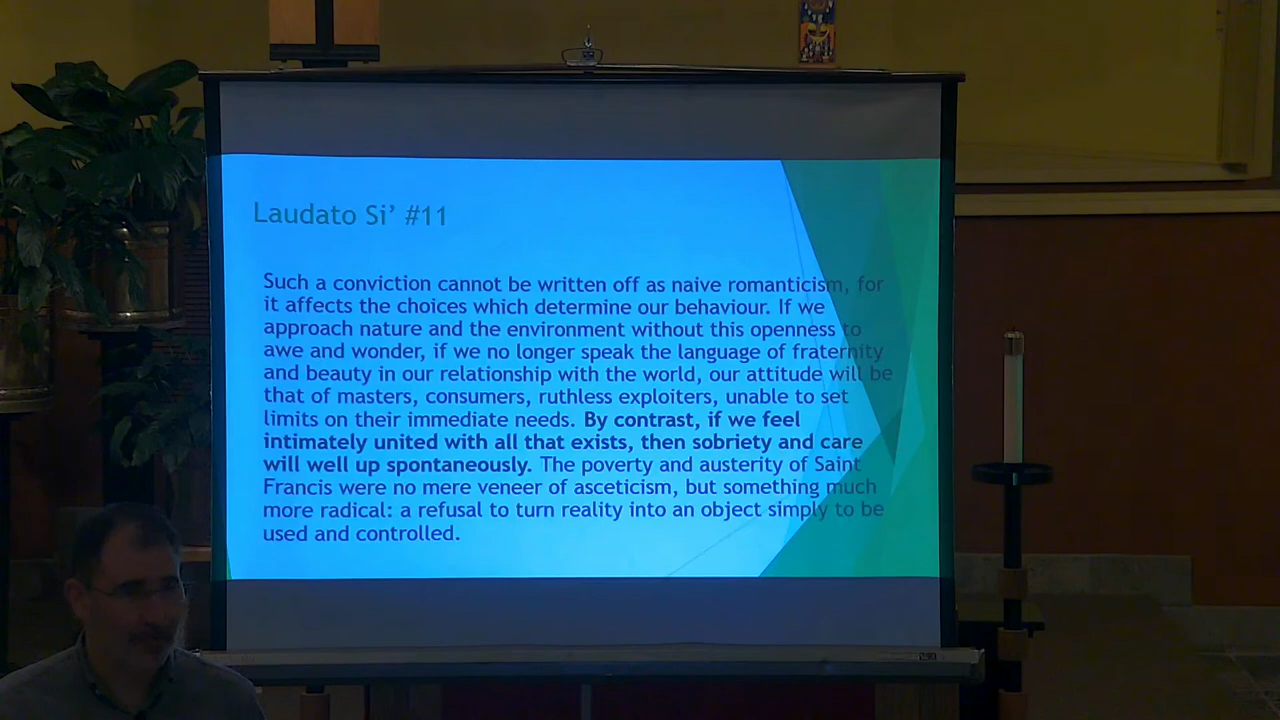 Laudato Si’ #11
Such a conviction cannot be written off as naive romanticism, for
it affects the choices which determine our behaviour. If we
approach nature and the environment without this openness to
awe and wonder, if we no longer speak the language of fraternity
and beauty in our relationship with the world, our attitude will be
that of masters, consumers, ruthless exploiters, unable to set
limits on their immediate needs. By contrast, if we feel
intimately united with all that exists, then sobriety and care
will well up spontaneously. The poverty and austerity of Saint
Francis were no mere veneer of asceticism, but something much
more radical: a refusal to turn reality into an object simply to be
used and controlled.